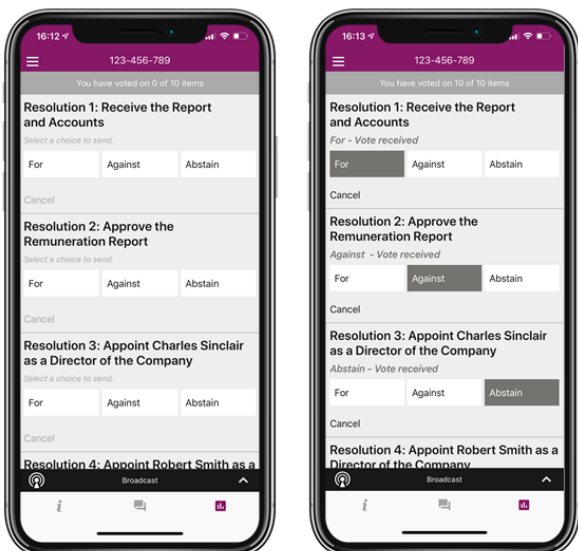 16:12
123-456-789
You have voted on 0 of 10 items
Resolution 1: Receive the Report
and Accounts
Select a choice to send.
For Against Abstain
Cancel
Resolution 2: Approve the
Remuneration Report
Select a choice to send.
For Against Abstain
Cancel
Resolution 3: Appoint Charles Sinclair
as a Director of the Company
Select a choice to send.
For Against Abstain
Cancel
Resolution 4: Appoint Robert Smith as a
Broadcast
16:13
123-456-789
You have voted on 10 of 10 items
Resolution 1: Receive the Report
and Accounts
For - Vote received
For Against Abstain
Cancel
Resolution 2: Approve the
Remuneration Report
Against - Vote received
For Against Abstain
Cancel
Resolution 3: Appoint Charles Sinclair
as a Director of the Company
Abstain - Vote received
For Against Abstain
Cancel
Resolution 4: Appoint Robert Smith as a
Director of the Company
Broadcast